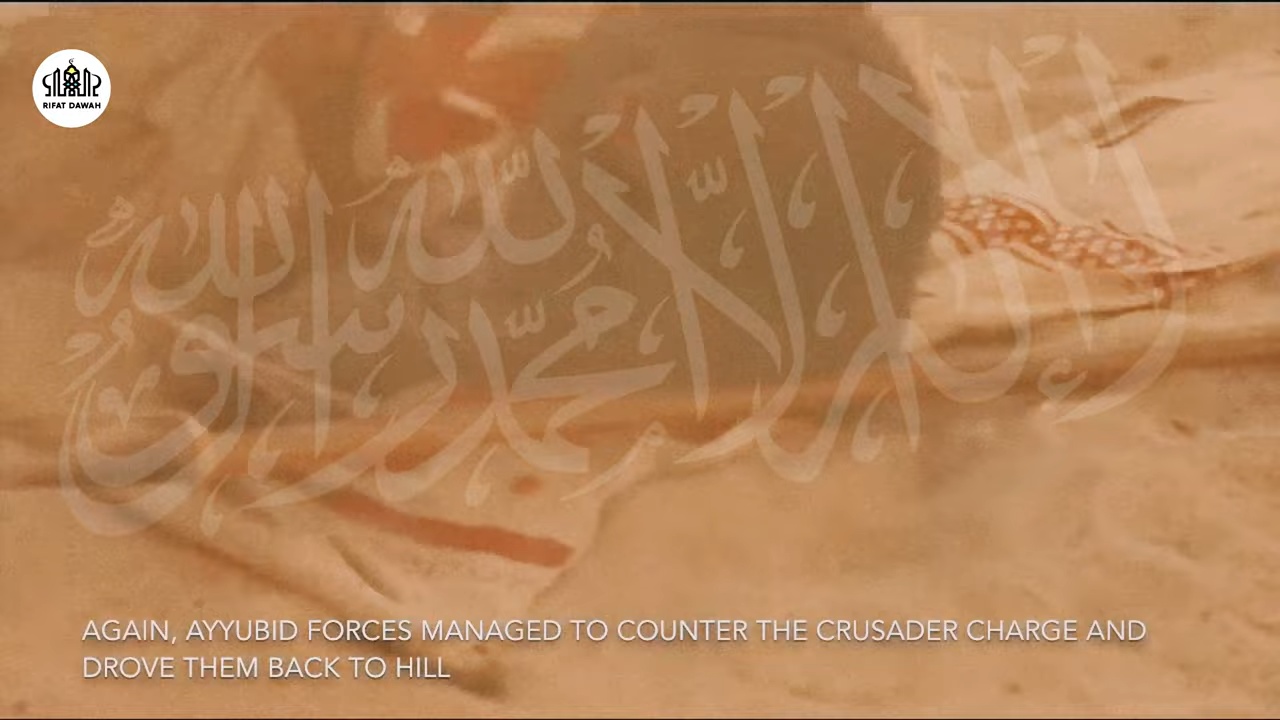 RIFAT DAWAH
لا إله إلا الله محمد رسول الله
AGAIN, AYYUBID FORCES MANAGED TO COUNTER THE CRUSADER CHARGE AND
DROVE THEM BACK TO HILL